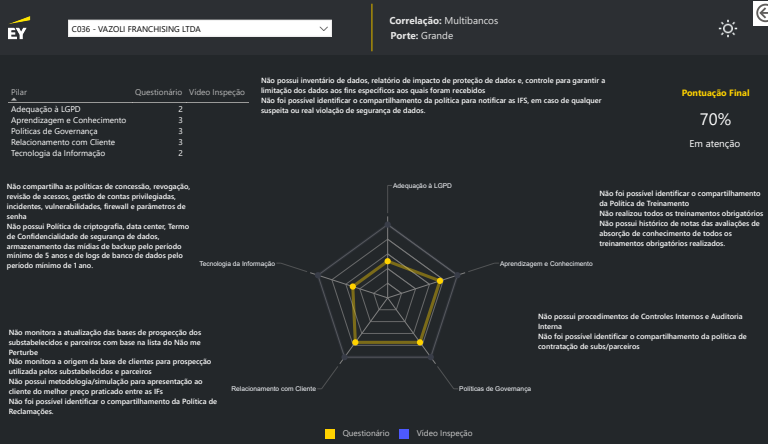 EY
C036 - VAZOLI FRANCHISING LTDA
Correlação: Multibancos
Porte: Grande
Pilar Questionário Vídeo Inspeção
Adequação à LGPD 2
Aprendizagem e Conhecimento 3
Políticas de Governança 3
Relacionamento com Cliente 3
Tecnologia da Informação 2
Não possui inventário de dados, relatório de impacto de proteção de dados e, controle para garantir a
limitação dos dados aos fins específicos aos quais foram recebidos
Não foi possível identificar o compartilhamento da política para notificar as IFS, em caso de qualquer
suspeita ou real violação de segurança de dados.
Pontuação Final
70%
Em atenção
Não compartilha as políticas de concessão, revogação,
revisão de acessos, gestão de contas privilegiadas,
incidentes, vulnerabilidades, firewall e parâmetros de
senha
Não possui Política de criptografia, data center, Termo
de Confidencialidade de segurança de dados,
armazenamento das mídias de backup pelo período
mínimo de 5 anos e de logs de banco de dados pelo
período mínimo de 1 ano.
Adequação à LGPD
Não foi possível identificar o compartilhamento
da Política de Treinamento
Não realizou todos os treinamentos obrigatórios
Não possui histórico de notas das avaliações de
absorção de conhecimento de todos os
treinamentos obrigatórios realizados.
Tecnologia da Informação
Aprendizagem e Conhecimento
Não possui procedimentos de Controles Internos e Auditoria
Interna
Não foi possível identificar o compartilhamento da política de
contratação de subs/parceiros
Não monitora a atualização das bases de prospecção dos
substabelecidos e parceiros com base na lista do Não me
Perturbe
Não monitora a origem da base de clientes para prospecção
utilizada pelos substabelecidos e parceiros
Não possui metodologia/simulação para apresentação ao
cliente do melhor preço praticado entre as IFs
Não foi possível identificar o compartilhamento da Política de
Reclamações.
Relacionamento com Cliente
Políticas de Governança
Questionário Vídeo Inspeção